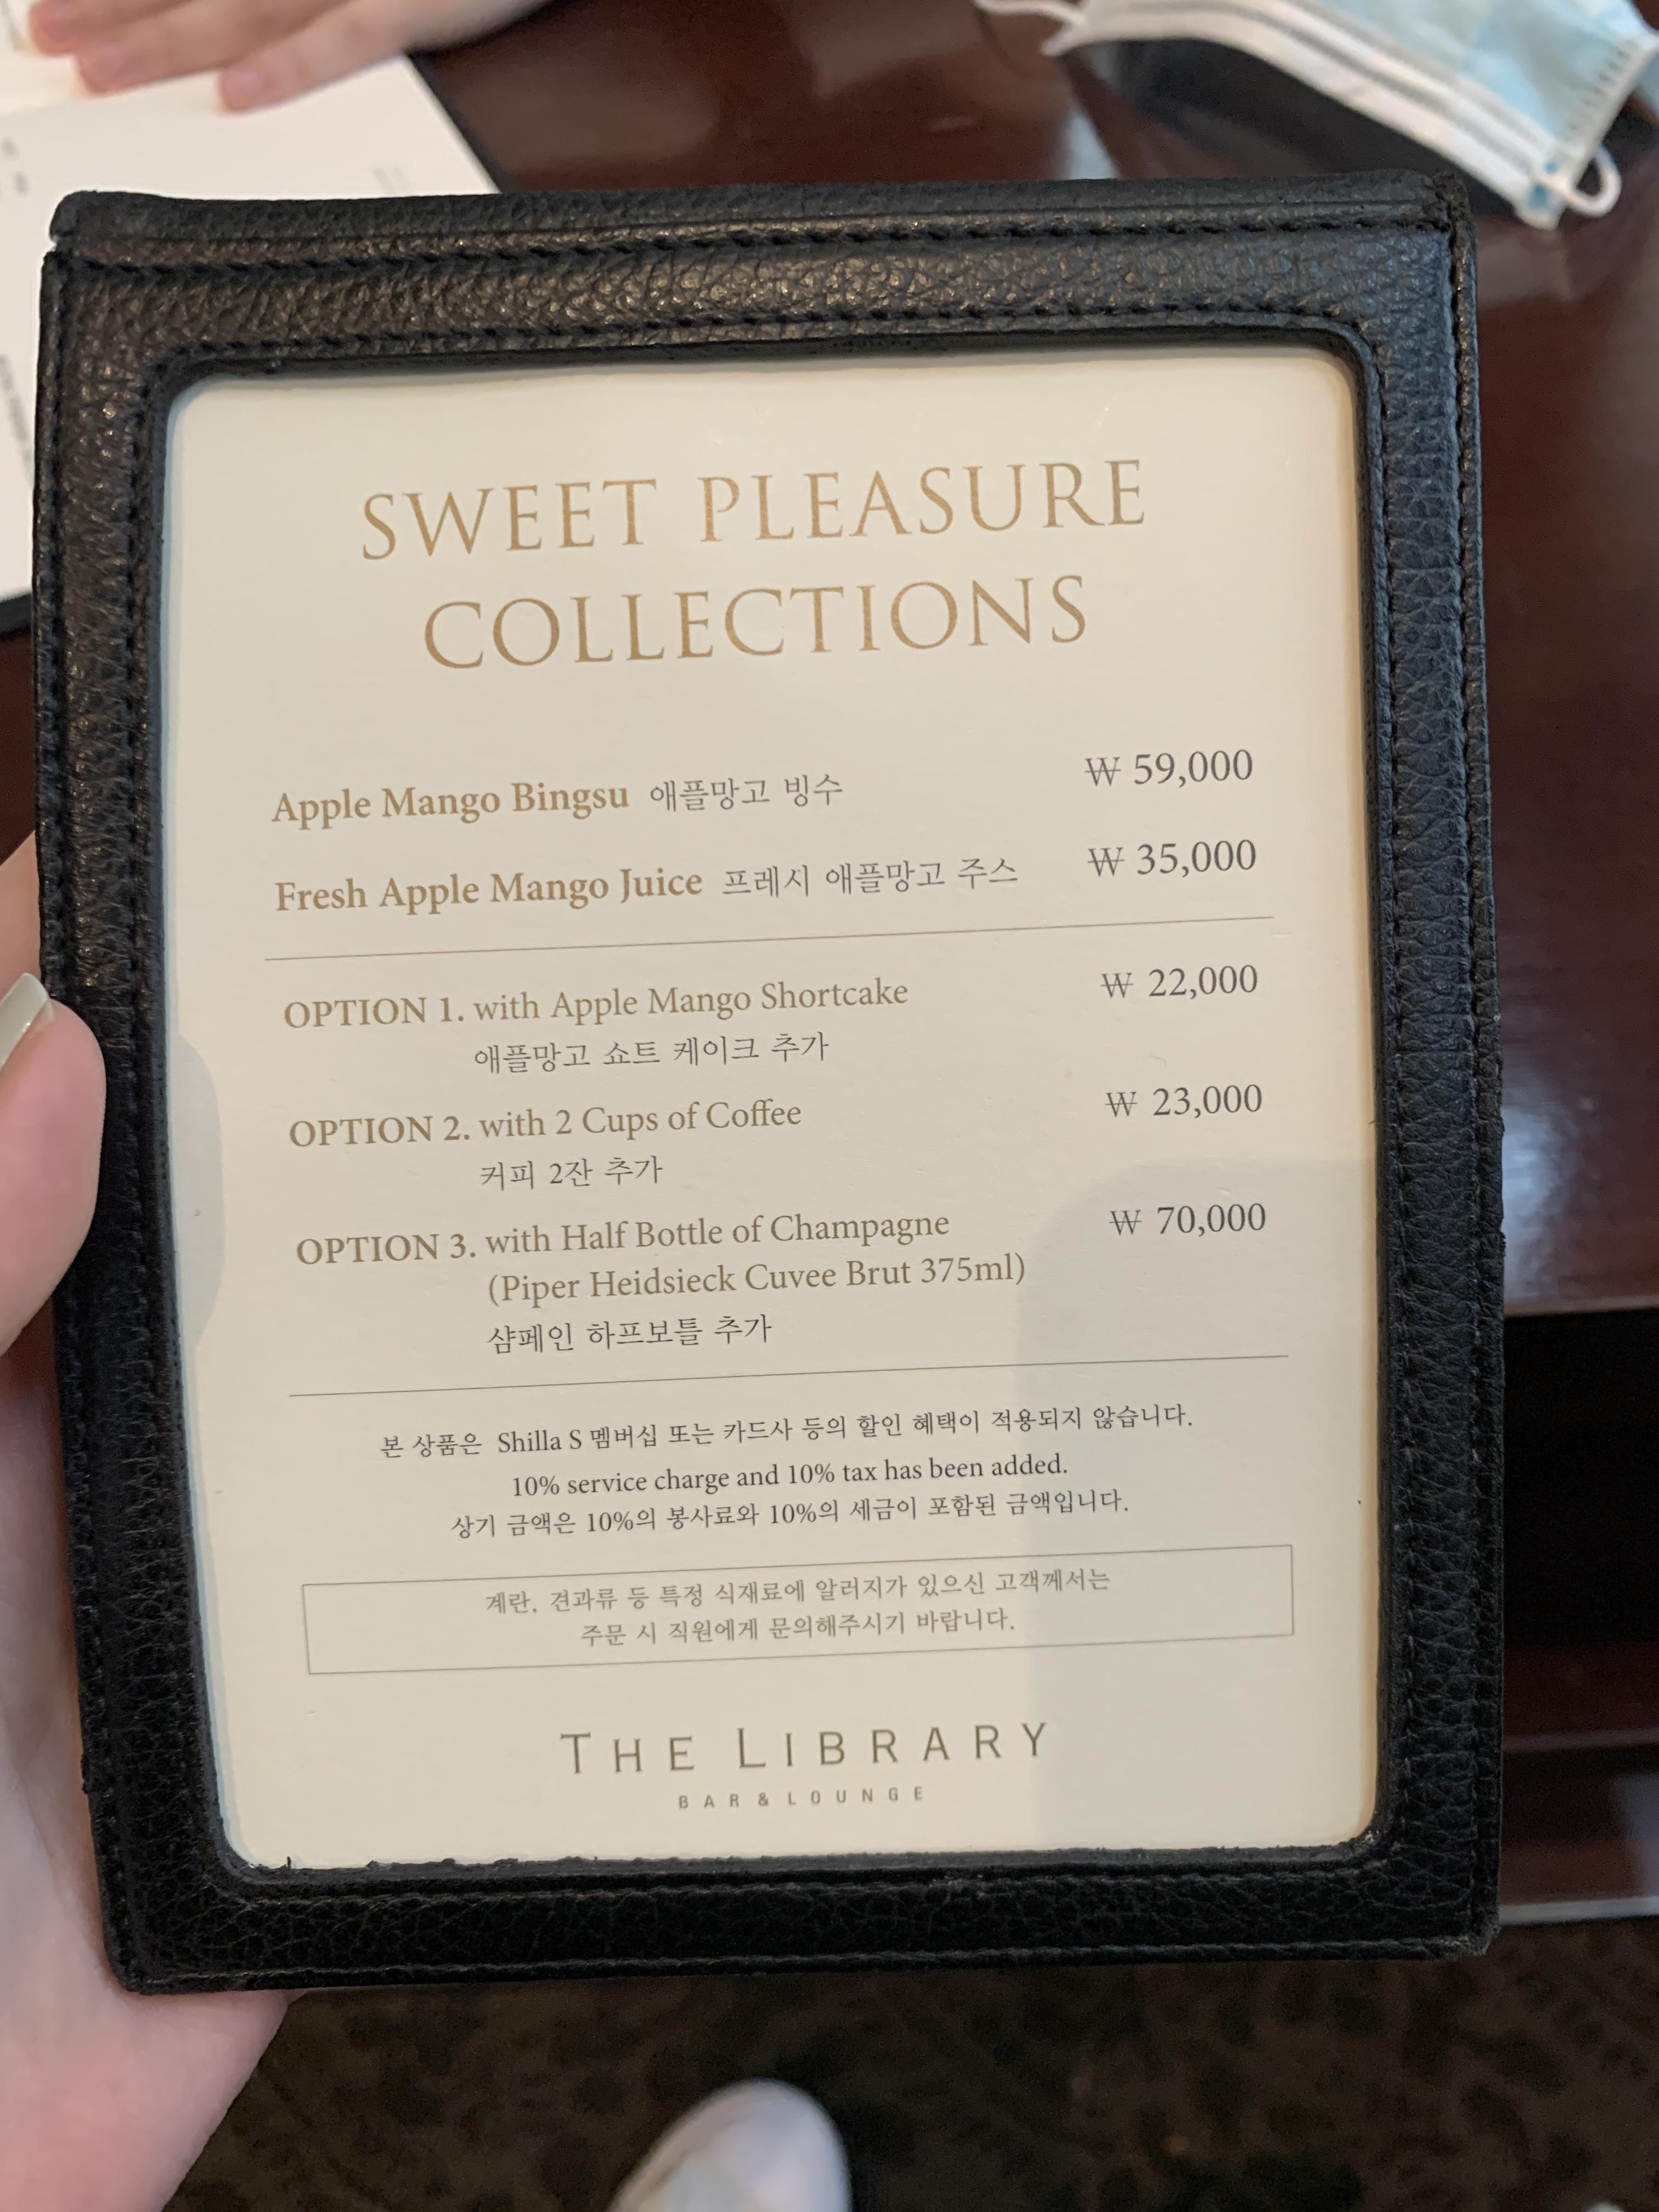 SWEET PLEASURE
COLLECTIONS
Apple Mango Bingsu 애플망고 빙수 ₩ 59,000
Fresh Apple Mango Juice 프레시 애플망고 주스 ₩ 35,000
OPTION 1. with Apple Mango Shortcake ₩ 22,000
애플망고 쇼트 케이크 추가
OPTION 2. with 2 Cups of Coffee ₩ 23,000
커피 2잔 추가
OPTION 3. with Half Bottle of Champagne ₩ 70,000
(Piper Heidsieck Cuvee Brut 375ml)
샴페인 하프보틀 추가
본 상품은 Shilla S 멤버십 또는 카드사 등의 할인 혜택이 적용되지 않습니다.
10% service charge and 10% tax has been added.
상기 금액은 10%의 봉사료와 10%의 세금이 포함된 금액입니다.
계란, 견과류 등 특정 식재료에 알러지가 있으신 고객께서는
주문 시 직원에게 문의해주시기 바랍니다.
THE LIBRARY
BAR & LOUNGE